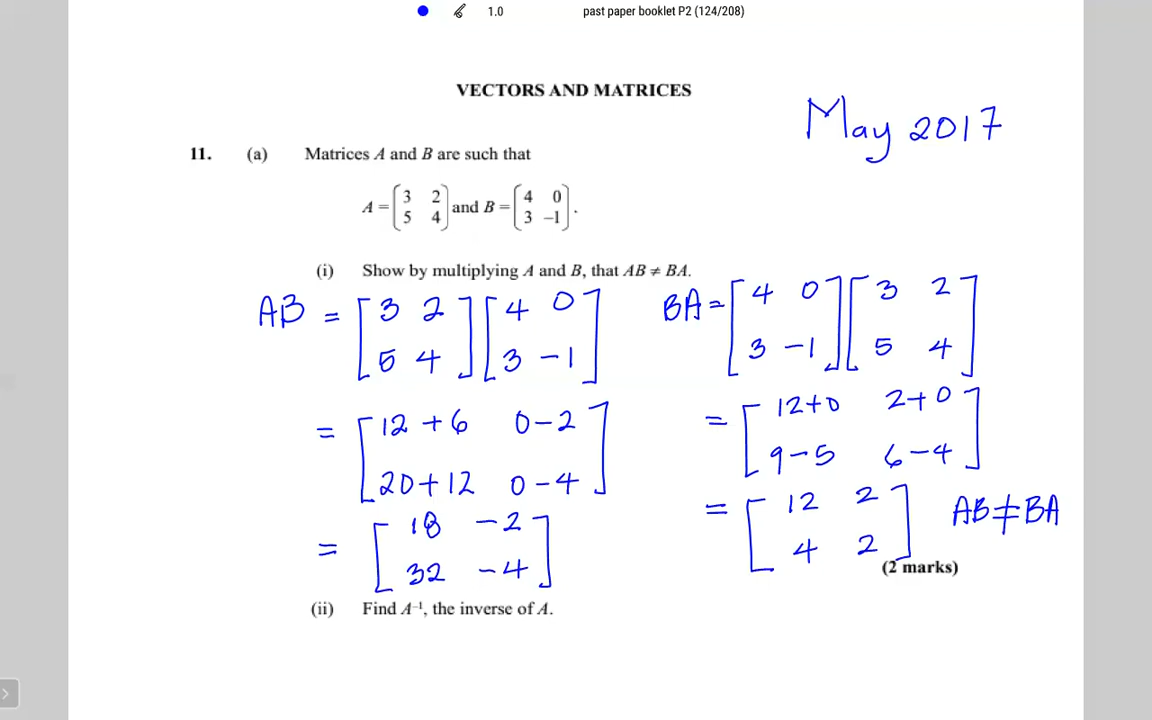 1.0 past paper booklet P2 (124/208)
VECTORS AND MATRICES
May 2017
11. (a) Matrices A and B are such that
A = [3 2; 5 4] and B = [4 0; 3 –1] .
(i) Show by multiplying A and B, that AB ≠ BA.
AB = [3 2; 5 4] [4 0; 3 -1]
= [12+6 0-2; 20+12 0-4]
= [18 -2; 32 -4]
BA = [4 0; 3 -1] [3 2; 5 4]
= [12+0 2+0; 9-5 6-4]
= [12 2; 4 2] AB≠BA
(2 marks)
(ii) Find A⁻¹, the inverse of A.